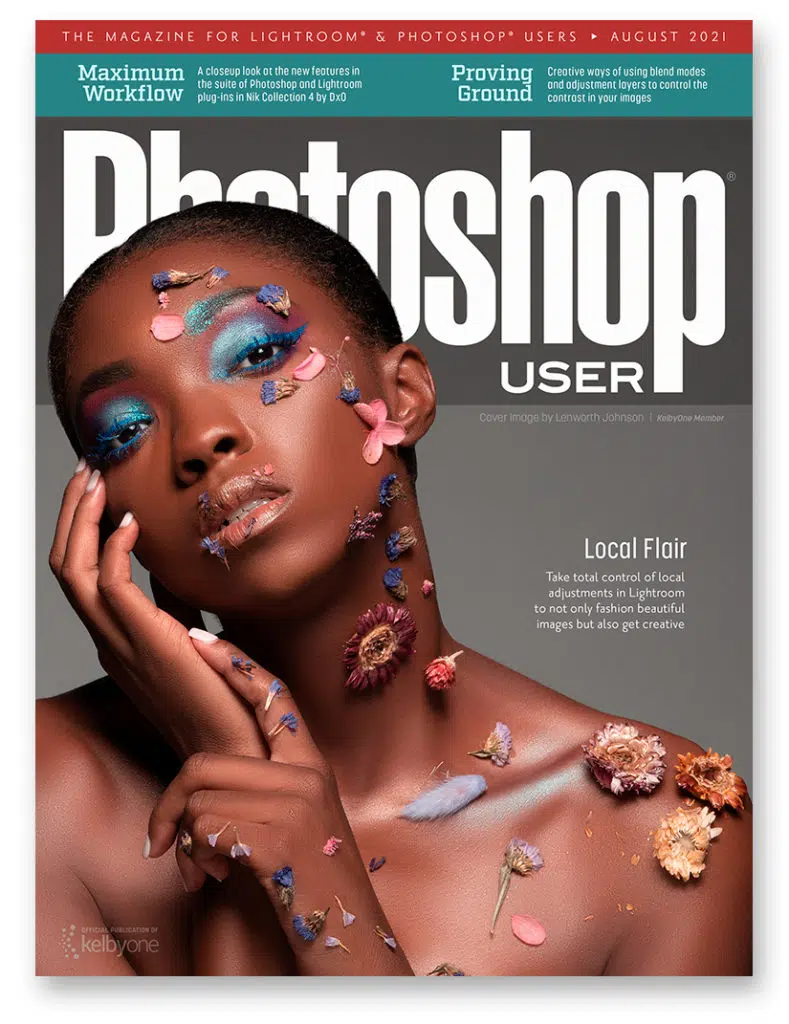 THE MAGAZINE FOR LIGHTROOM® & PHOTOSHOP® USERS ▸ AUGUST 2021
Maximum
Workflow
A closeup look at the new features in
the suite of Photoshop and Lightroom
plug-ins in Nik Collection 4 by DxO
Proving
Ground
Creative ways of using blend modes
and adjustment layers to control the
contrast in your images
Photoshop®
USER
Cover Image by Lenworth Johnson | KelbyOne Member
Local Flair
Take total control of local
adjustments in Lightroom
to not only fashion beautiful
images but also get creative
OFFICIAL PUBLICATION OF
kelbyone